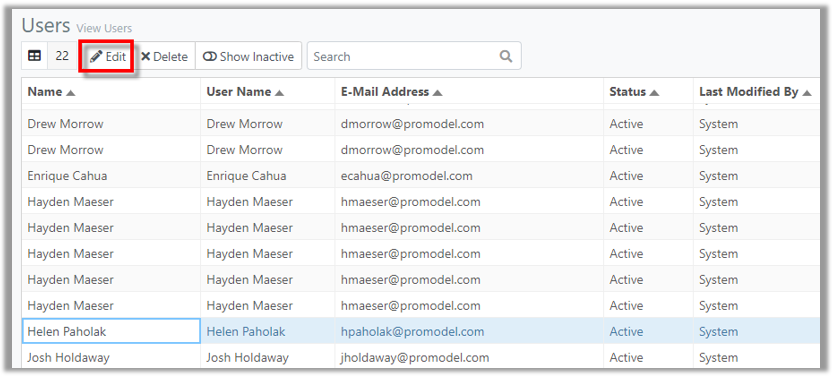 Users View Users
22 Edit Delete Show Inactive Search
Name User Name E-Mail Address Status Last Modified By
Drew Morrow Drew Morrow dmorrow@promodel.com Active System
Drew Morrow Drew Morrow dmorrow@promodel.com Active System
Enrique Cahua Enrique Cahua ecahua@promodel.com Active System
Hayden Maeser Hayden Maeser hmaeser@promodel.com Active System
Hayden Maeser Hayden Maeser hmaeser@promodel.com Active System
Hayden Maeser Hayden Maeser hmaeser@promodel.com Active System
Hayden Maeser Hayden Maeser hmaeser@promodel.com Active System
Hayden Maeser Hayden Maeser hmaeser@promodel.com Active System
Helen Paholak Helen Paholak hpaholak@promodel.com Active System
Josh Holdaway Josh Holdaway jholdaway@promodel.com Active System